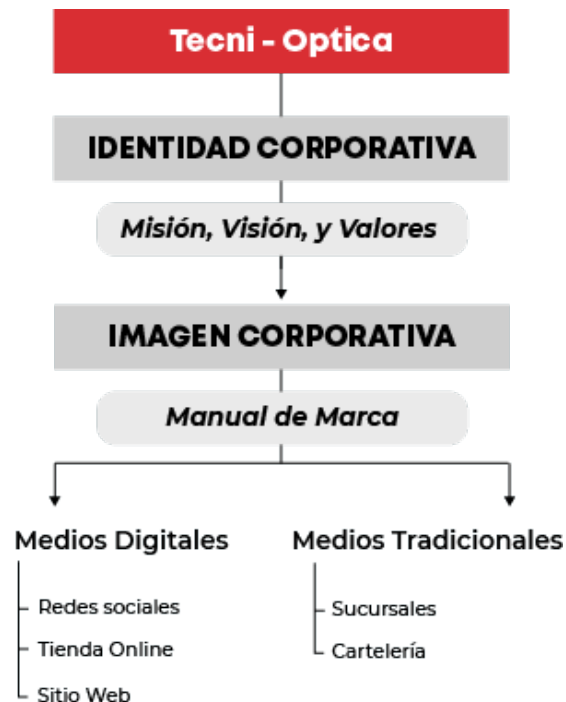 Tecni - Optica
IDENTIDAD CORPORATIVA
Misión, Visión, y Valores
IMAGEN CORPORATIVA
Manual de Marca
Medios Digitales
Redes sociales
Tienda Online
Sitio Web
Medios Tradicionales
Sucursales
Cartelería